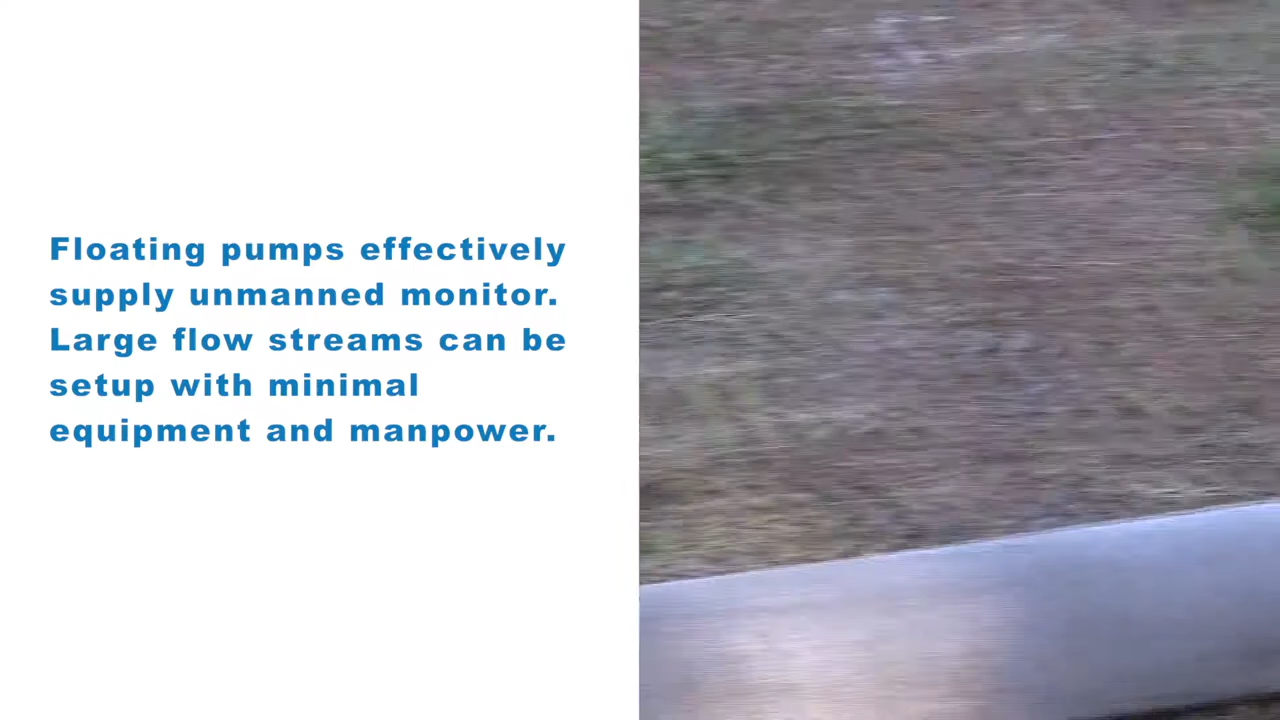 Floating pumps effectively
supply unmanned monitor.
Large flow streams can be
setup with minimal
equipment and manpower.